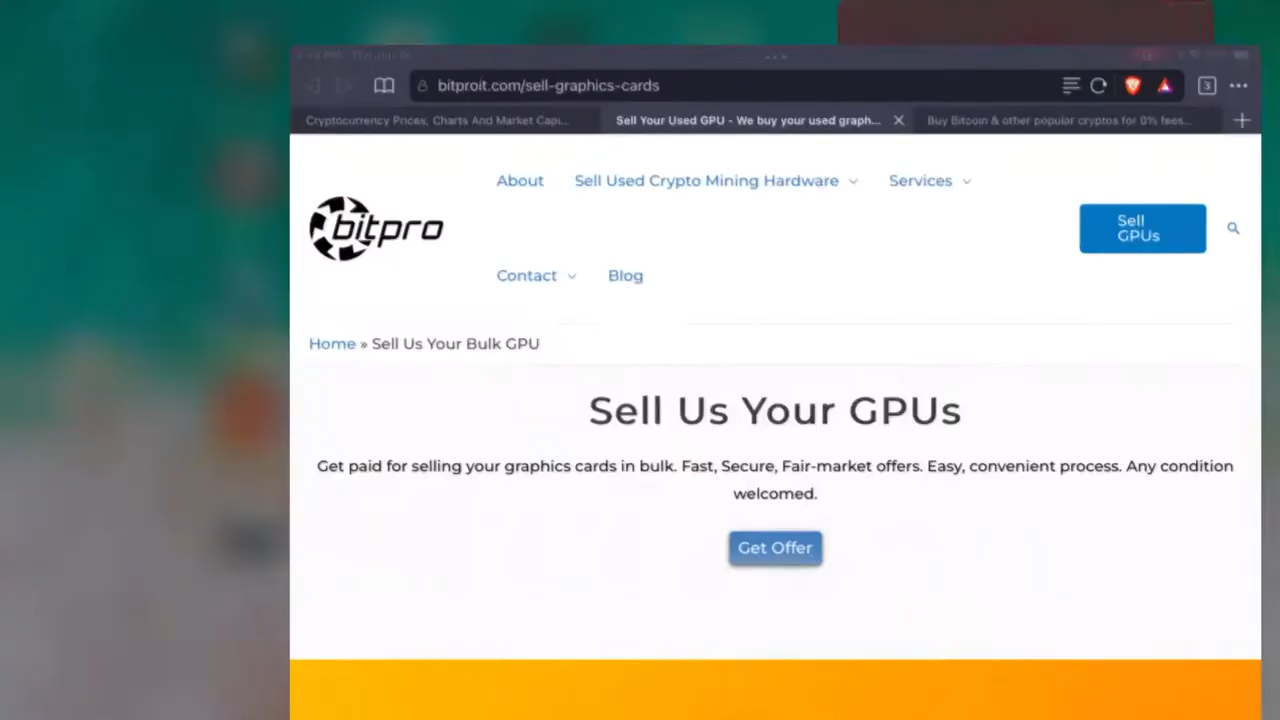 bitproit.com/sell-graphics-cards
3
Cryptocurrency Prices, Charts And Market Capi...
Sell Your Used GPU - We buy your used graph...
Buy Bitcoin & other popular cryptos for 0% fees...
About
Sell Used Crypto Mining Hardware
Services
bitpro
Sell
GPUs
Contact
Blog
Home » Sell Us Your Bulk GPU
Sell Us Your GPUs
Get paid for selling your graphics cards in bulk. Fast, Secure, Fair-market offers. Easy, convenient process. Any condition
welcomed.
Get Offer